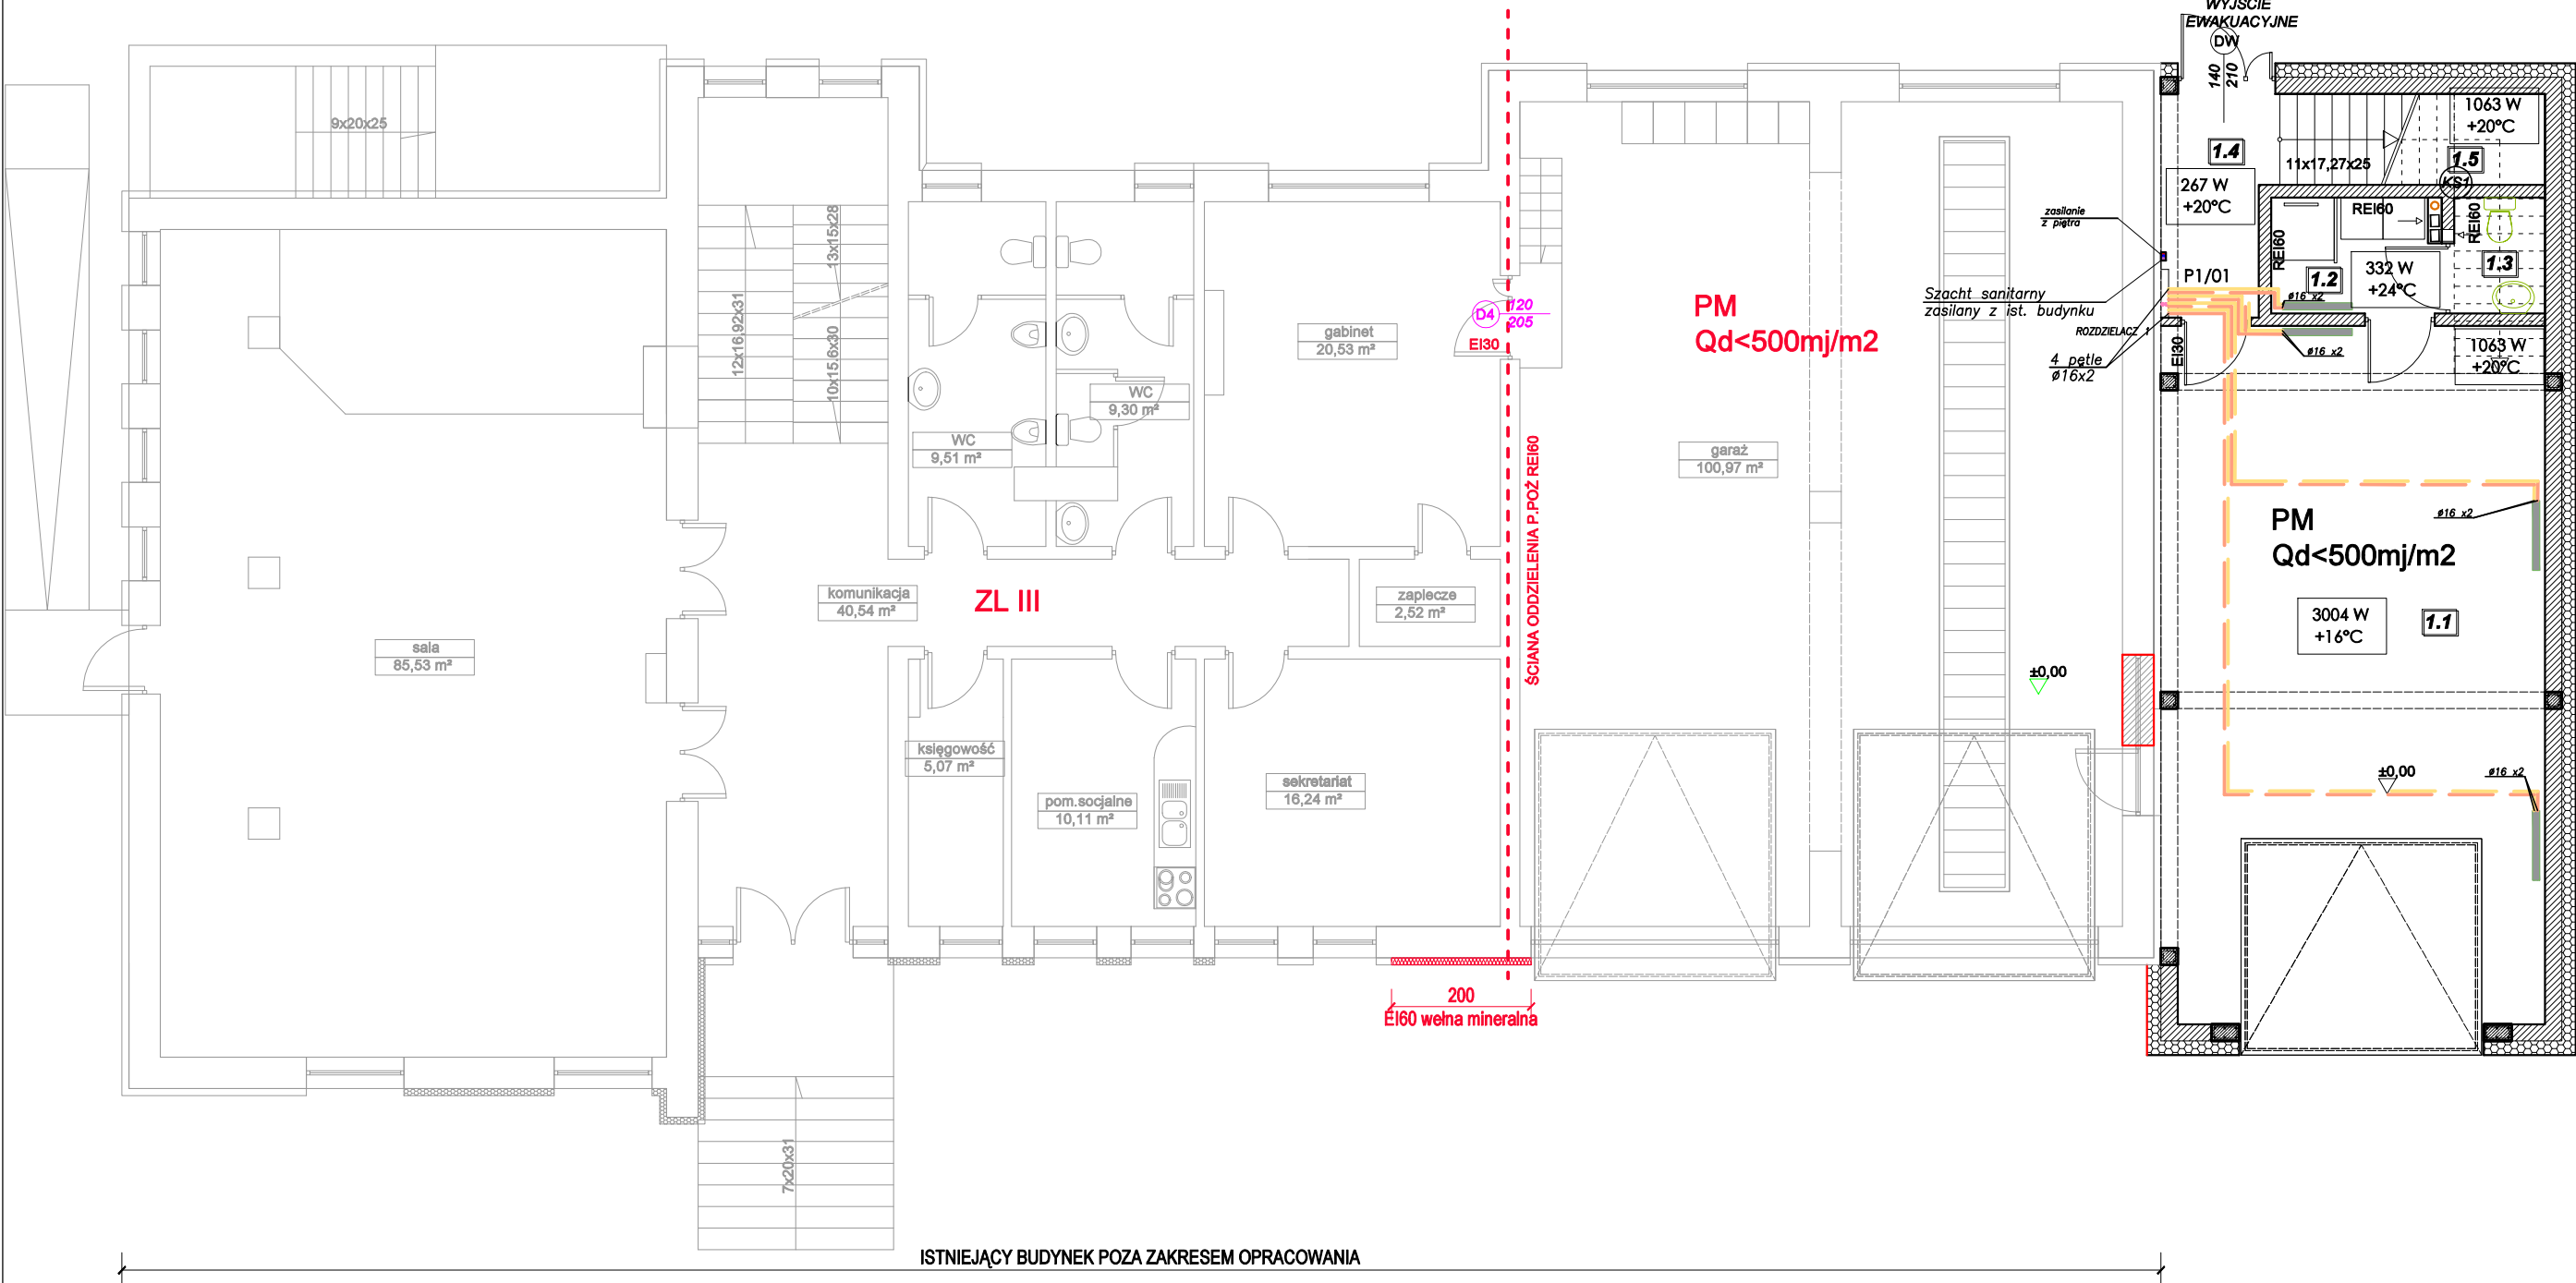 WYJŚCIE
EWAKUACYJNE
DW
140
210
9x20x25
1063 W
+20°C
1.4
1.5
11x17,27x25
KS1
267 W
+20°C
REI60
REI60
REI60
zasilanie
z piętra
1.2
332 W
+24°C
1.3
P1/01
ø16 x2
Szacht sanitarny
zasilany z ist. budynku
ROZDZIELACZ 1
4 pętle
ø16x2
EI30
ø16 x2
1063 W
+20°C
13x15x28
12x16,92x31
10x15.6x30
gabinet
20,53 m²
D4
120
205
EI30
PM
Qd<500mj/m2
WC
9,30 m²
WC
9,51 m²
garaż
100,97 m²
ŚCIANA ODDZIELENIA P.POŻ REI60
PM
Qd<500mj/m2
ø16 x2
komunikacja
40,54 m²
ZL III
zaplecze
2,52 m²
3004 W
+16°C
1.1
sala
85,53 m²
±0,00
księgowość
5,07 m²
pom.socjalne
10,11 m²
sekretariat
16,24 m²
±0,00
ø16 x2
200
EI60 wełna mineralna
7x20x31
ISTNIEJĄCY BUDYNEK POZA ZAKRESEM OPRACOWANIA